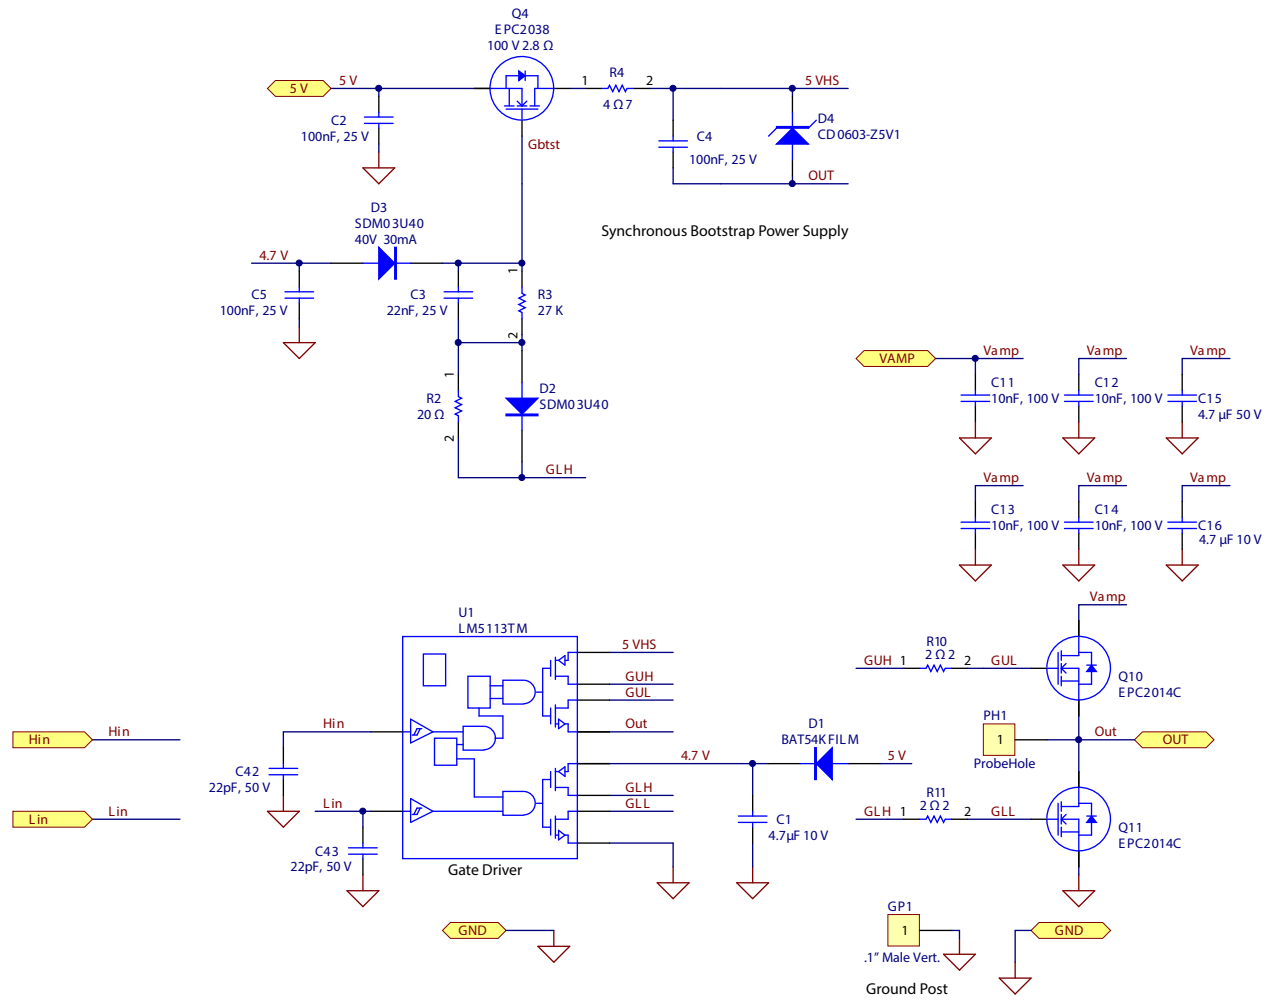 Q4
EPC2038
100 V 2.8 Ω
5 V
5 V
C2
100nF, 25 V
1
R4
2
4 Ω 7
5 VHS
Gbtst
C4
100nF, 25 V
D4
CD0603-Z5V1
OUT
D3
SDM03U40
40V 30mA
Synchronous Bootstrap Power Supply
4.7 V
C5
100nF, 25 V
C3
22nF, 25 V
1
R3
27 K
2
1
R2
20 Ω
2
D2
SDM03U40
GLH
VAMP
Vamp
C11
10nF, 100 V
Vamp
C12
10nF, 100 V
Vamp
C15
4.7 µF 50 V
Vamp
C13
10nF, 100 V
Vamp
C14
10nF, 100 V
Vamp
C16
4.7 µF 10 V
U1
LM5113TM
5 VHS
GUH
GUL
Out
4.7 V
GLH
GLL
Gate Driver
Hin
Hin
Lin
Lin
Hin
C42
22pF, 50 V
Lin
C43
22pF, 50 V
D1
BAT54KFILM
5 V
C1
4.7µF 10 V
Vamp
GUH
1
R10
2 Ω 2
2
GUL
Q10
EPC2014C
PH1
1
ProbeHole
Out
OUT
GLH
1
R11
2 Ω 2
2
GLL
Q11
EPC2014C
GND
GP1
1
.1" Male Vert.
Ground Post
GND